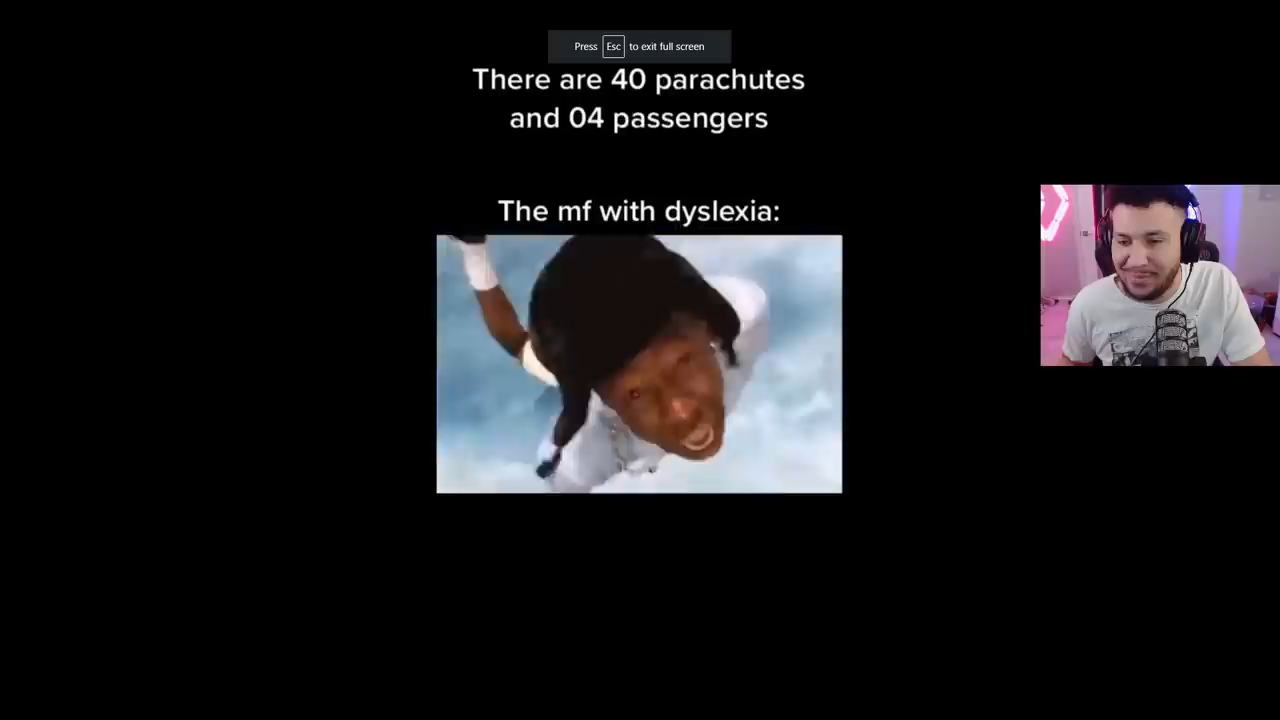 Press Esc to exit full screen
There are 40 parachutes
and 04 passengers
The mf with dyslexia: